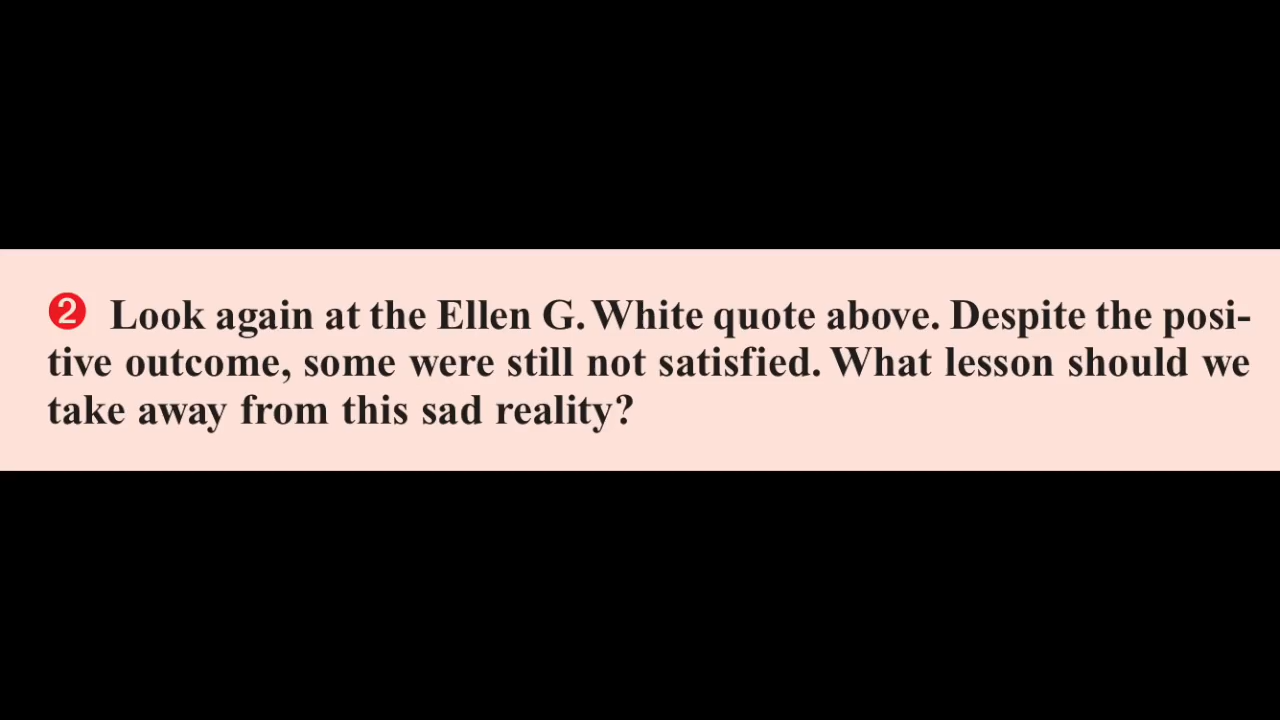 ❷ Look again at the Ellen G. White quote above. Despite the posi-
tive outcome, some were still not satisfied. What lesson should we
take away from this sad reality?